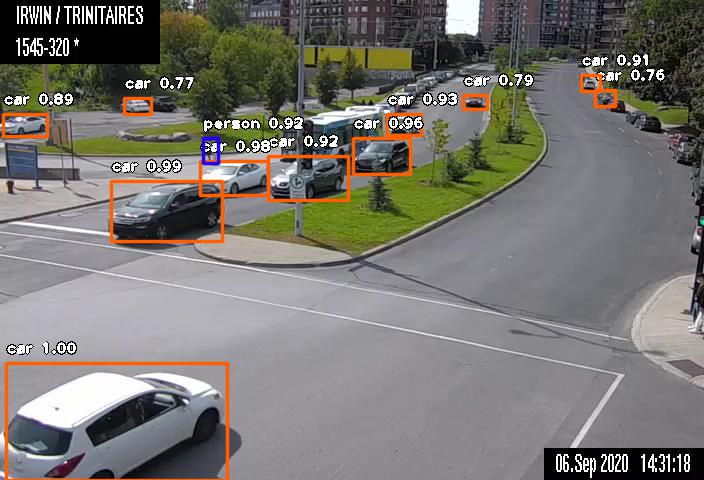 IRWIN / TRINITAIRES
1545-320 *
car 0.91
car 0.76
car 0.79
car 0.77
car 0.89
car 0.93
person 0.92
car 0.96
car 0.98
car 0.92
car 0.99
car 1.00
06.Sep 2020 14:31:18